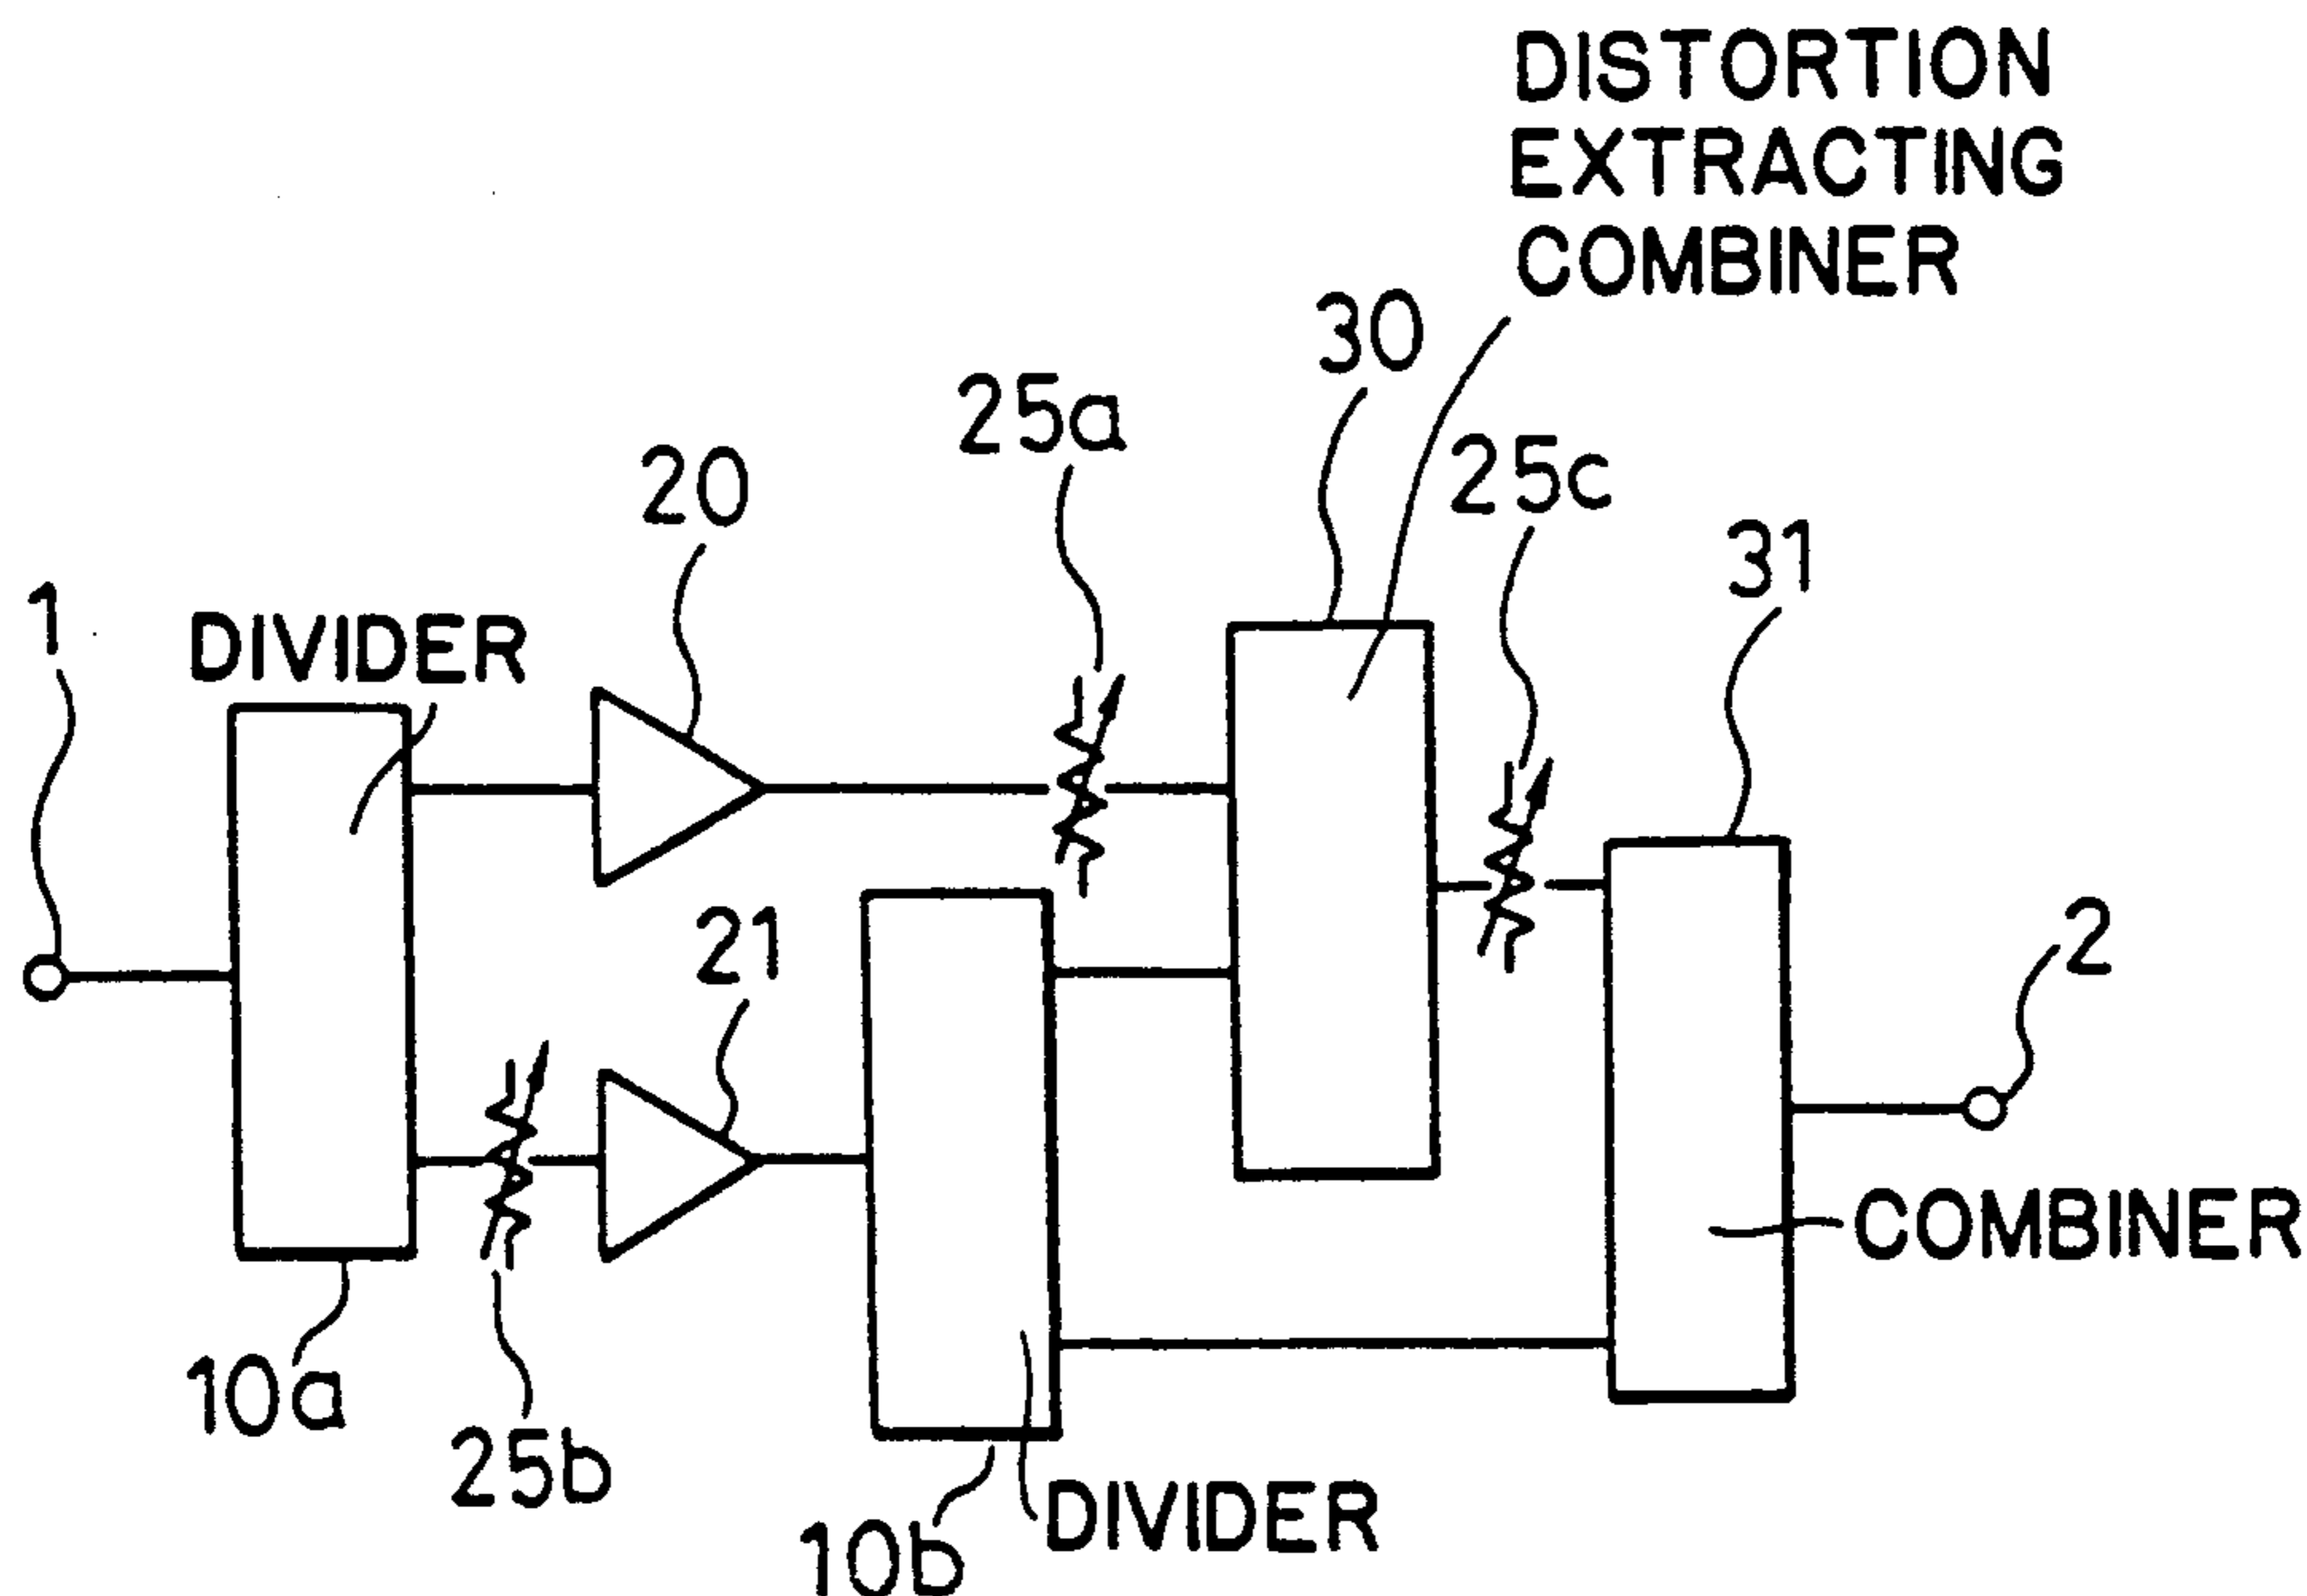 DISTORTION
EXTRACTING
COMBINER
30
25a
25c
20
31
1
DIVIDER
21
2
COMBINER
10a
25b
DIVIDER
10b